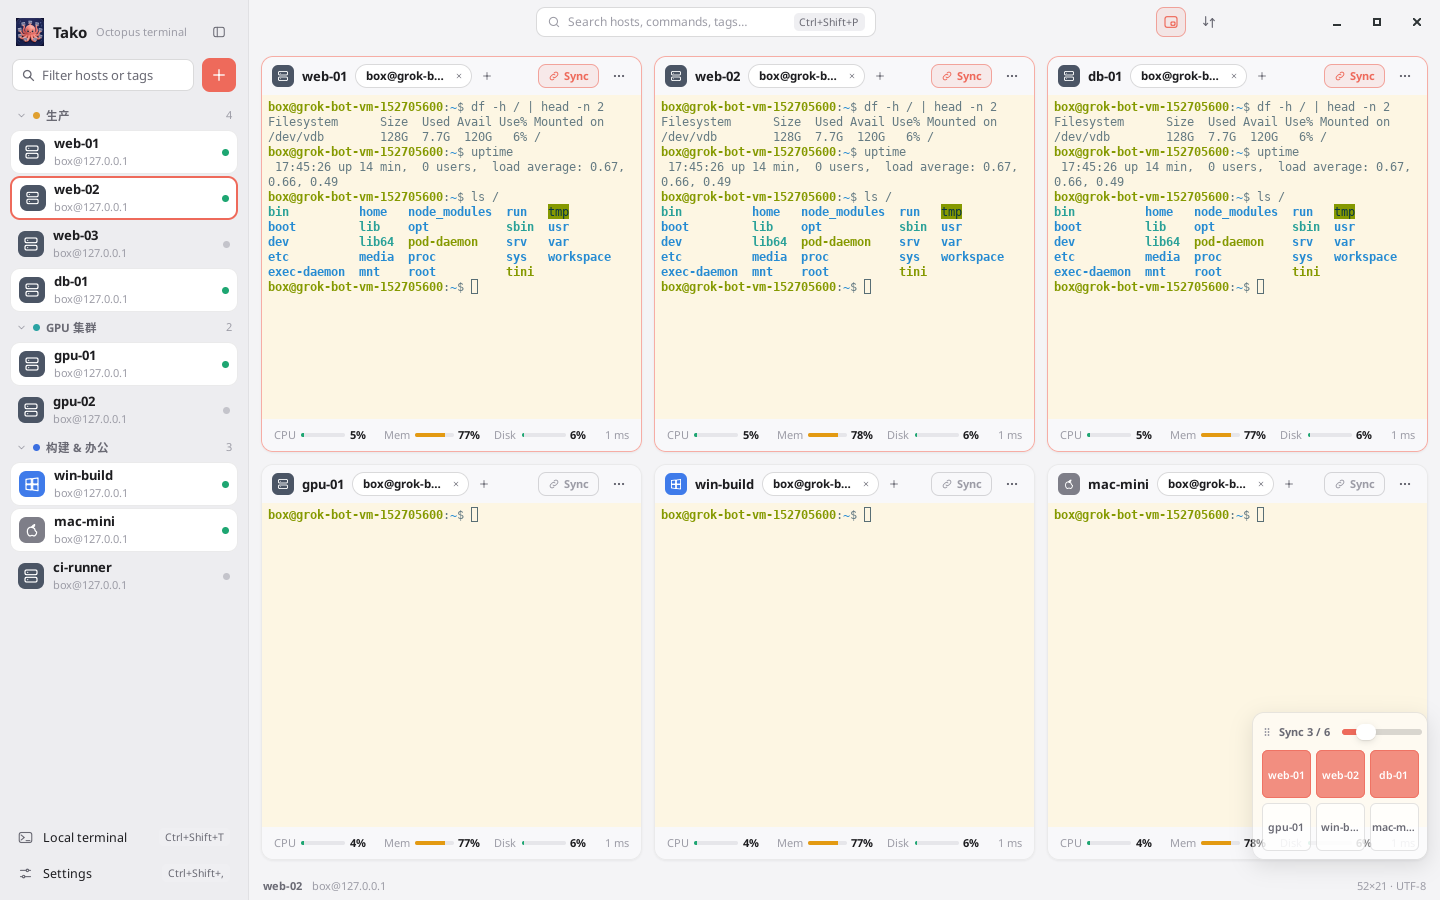 Tako Octopus terminal
Search hosts, commands, tags... Ctrl+Shift+P
Filter hosts or tags
生产 4
web-01
box@127.0.0.1
web-02
box@127.0.0.1
web-03
box@127.0.0.1
db-01
box@127.0.0.1
GPU 集群 2
gpu-01
box@127.0.0.1
gpu-02
box@127.0.0.1
构建 & 办公 3
win-build
box@127.0.0.1
mac-mini
box@127.0.0.1
ci-runner
box@127.0.0.1
Local terminal Ctrl+Shift+T
Settings Ctrl+Shift+,
web-01 box@grok-b... × + Sync ...
box@grok-bot-vm-152705600:~$ df -h / | head -n 2
Filesystem      Size  Used Avail Use% Mounted on
/dev/vdb        128G  7.7G  120G   6% /
box@grok-bot-vm-152705600:~$ uptime
 17:45:26 up 14 min,  0 users,  load average: 0.67,
0.66, 0.49
box@grok-bot-vm-152705600:~$ ls /
bin          home   node_modules  run   tmp
boot         lib    opt           sbin  usr
dev          lib64  pod-daemon    srv   var
etc          media  proc          sys   workspace
exec-daemon  mnt    root          tini
box@grok-bot-vm-152705600:~$
CPU 5% Mem 77% Disk 6% 1 ms
web-02 box@grok-b... × + Sync ...
box@grok-bot-vm-152705600:~$ df -h / | head -n 2
Filesystem      Size  Used Avail Use% Mounted on
/dev/vdb        128G  7.7G  120G   6% /
box@grok-bot-vm-152705600:~$ uptime
 17:45:26 up 14 min,  0 users,  load average: 0.67,
0.66, 0.49
box@grok-bot-vm-152705600:~$ ls /
bin          home   node_modules  run   tmp
boot         lib    opt           sbin  usr
dev          lib64  pod-daemon    srv   var
etc          media  proc          sys   workspace
exec-daemon  mnt    root          tini
box@grok-bot-vm-152705600:~$
CPU 5% Mem 78% Disk 6% 1 ms
db-01 box@grok-b... × + Sync ...
box@grok-bot-vm-152705600:~$ df -h / | head -n 2
Filesystem      Size  Used Avail Use% Mounted on
/dev/vdb        128G  7.7G  120G   6% /
box@grok-bot-vm-152705600:~$ uptime
 17:45:26 up 14 min,  0 users,  load average: 0.67,
0.66, 0.49
box@grok-bot-vm-152705600:~$ ls /
bin          home   node_modules  run   tmp
boot         lib    opt           sbin  usr
dev          lib64  pod-daemon    srv   var
etc          media  proc          sys   workspace
exec-daemon  mnt    root          tini
box@grok-bot-vm-152705600:~$
CPU 5% Mem 77% Disk 6% 1 ms
gpu-01 box@grok-b... × + Sync ...
box@grok-bot-vm-152705600:~$
CPU 4% Mem 77% Disk 6% 1 ms
win-build box@grok-b... × + Sync ...
box@grok-bot-vm-152705600:~$
CPU 4% Mem 77% Disk 6% 1 ms
mac-mini box@grok-b... × + Sync ...
box@grok-bot-vm-152705600:~$
CPU 4% Mem 78% Disk 6%
Sync 3 / 6
web-01 web-02 db-01
gpu-01 win-b... mac-m...
web-02 box@127.0.0.1
52×21 · UTF-8